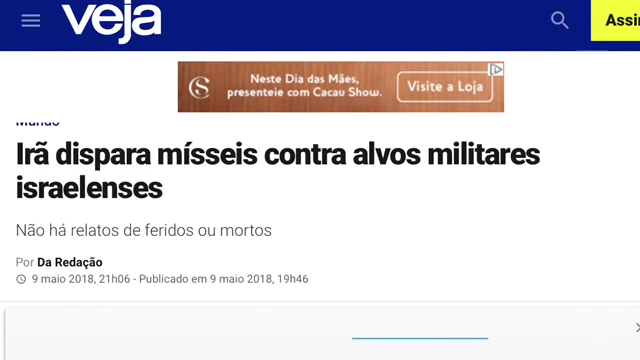 veja
Assi
Neste Dia das Mães,
presenteie com Cacau Show.
Visite a Loja
Mundo
Irã dispara mísseis contra alvos militares
israelenses
Não há relatos de feridos ou mortos
Por Da Redação
9 maio 2018, 21h06 - Publicado em 9 maio 2018, 19h46